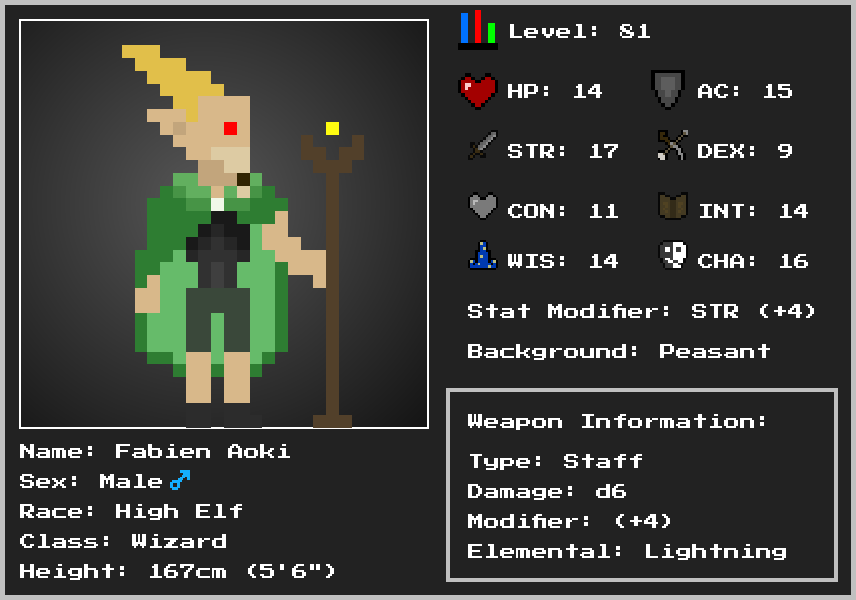 Level: 81
HP: 14 AC: 15
STR: 17 DEX: 9
CON: 11 INT: 14
WIS: 14 CHA: 16
Stat Modifier: STR (+4)
Background: Peasant
Weapon Information:
Type: Staff
Damage: d6
Modifier: (+4)
Elemental: Lightning
Name: Fabien Aoki
Sex: Male♂
Race: High Elf
Class: Wizard
Height: 167cm (5'6")